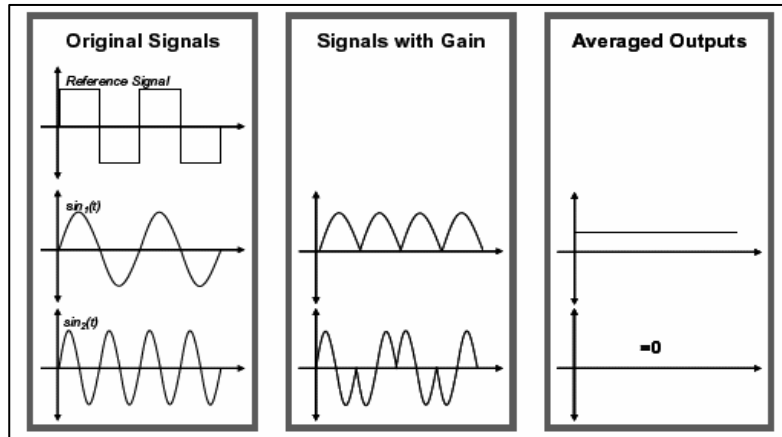 Original Signals
Signals with Gain
Averaged Outputs
Reference Signal
sin1(t)
sin2(t)
=0